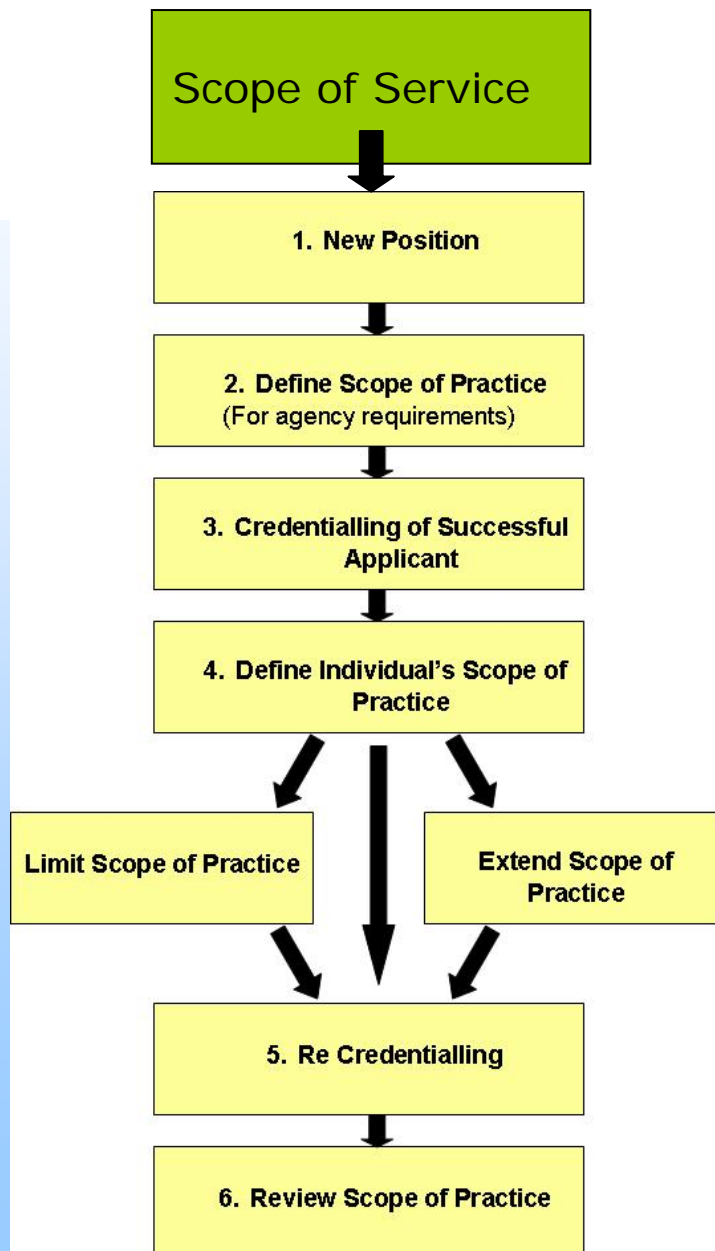 Scope of Service
1. New Position
2. Define Scope of Practice
(For agency requirements)
3. Credentialling of Successful
Applicant
4. Define Individual's Scope of
Practice
Limit Scope of Practice
Extend Scope of
Practice
5. Re Credentialling
6. Review Scope of Practice